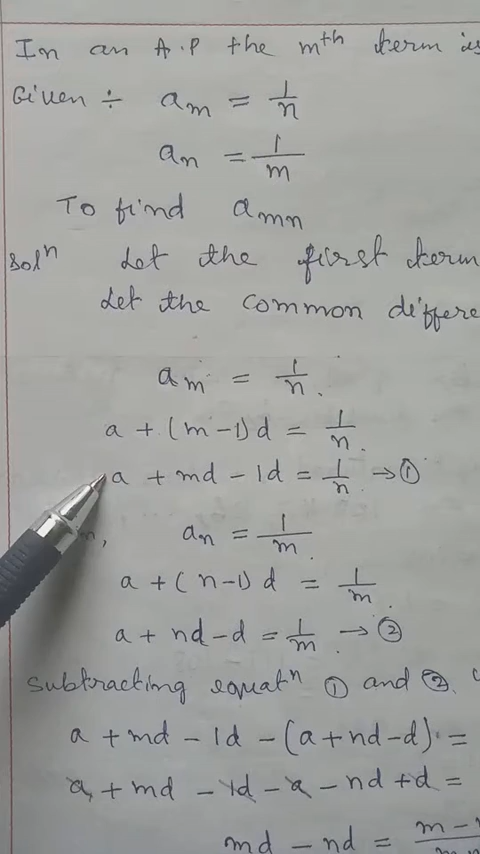 In an A.P the mth term is
Given ÷ am = 1/n
an = 1/m
To find amn
Soln Let the first term
Let the common differe
am = 1/n.
a + (m-1)d = 1/n
a + md - 1d = 1/n → ①
an = 1/m.
a + (n-1)d = 1/m
a + nd-d = 1/m → ②
Subtracting equatn ① and ②.
a + md - 1d - (a+nd-d) =
a + md - 1d - a - nd + d =
md - nd =